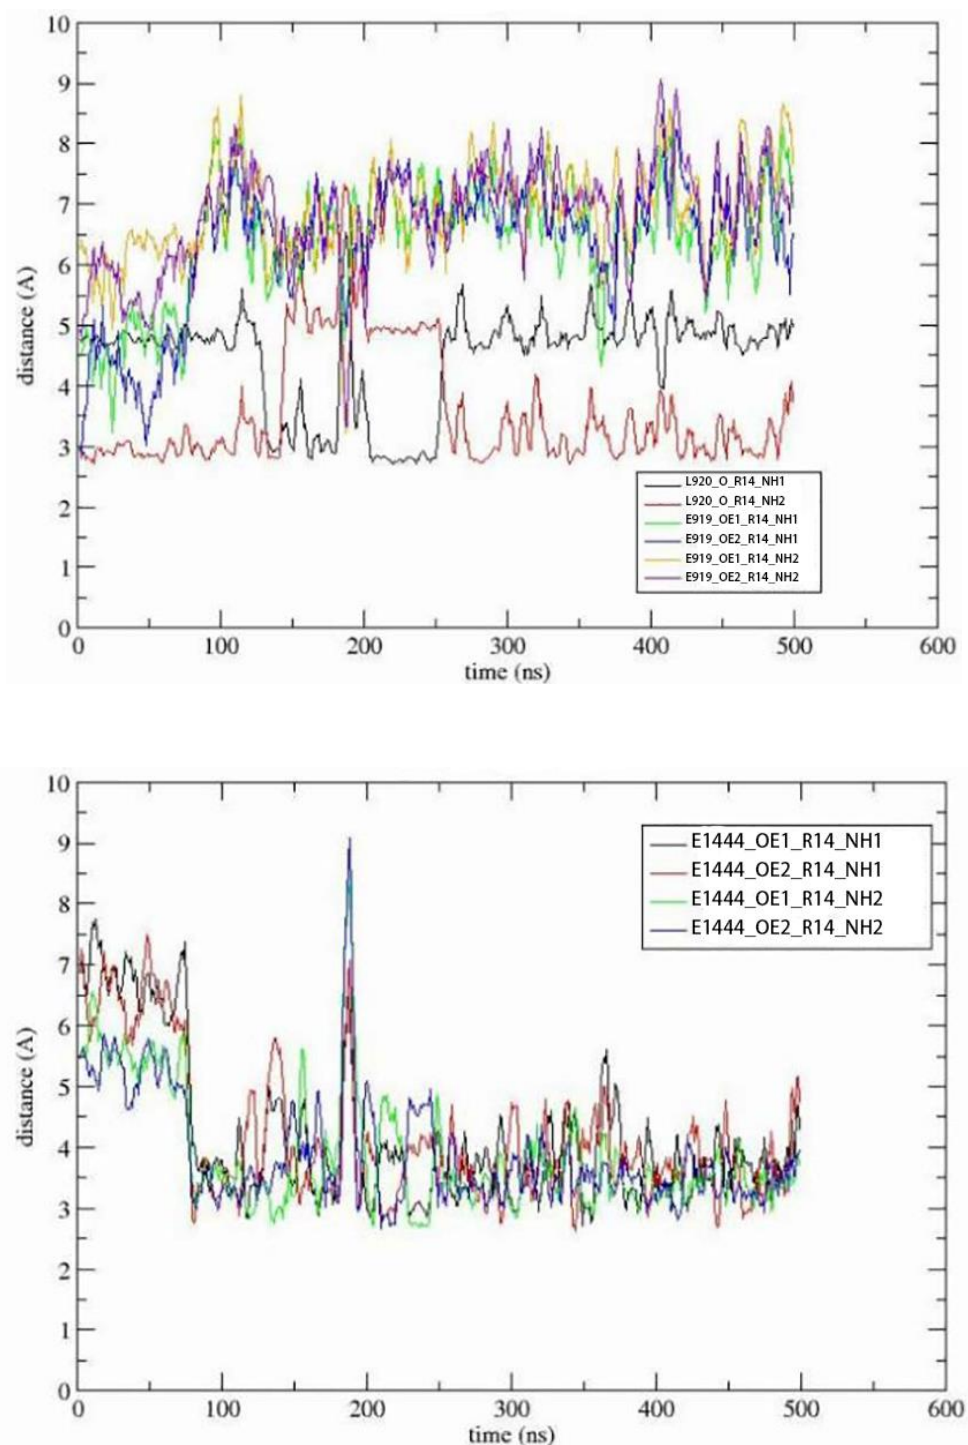 10
9
8
7
6
5
4
3
2
1
0
distance (A)
L920_O_R14_NH1
L920_O_R14_NH2
E919_OE1_R14_NH1
E919_OE2_R14_NH1
E919_OE1_R14_NH2
E919_OE2_R14_NH2
0 100 200 300 400 500 600
time (ns)
10
9
8
7
6
5
4
3
2
1
0
distance (A)
E1444_OE1_R14_NH1
E1444_OE2_R14_NH1
E1444_OE1_R14_NH2
E1444_OE2_R14_NH2
0 100 200 300 400 500 600
time (ns)